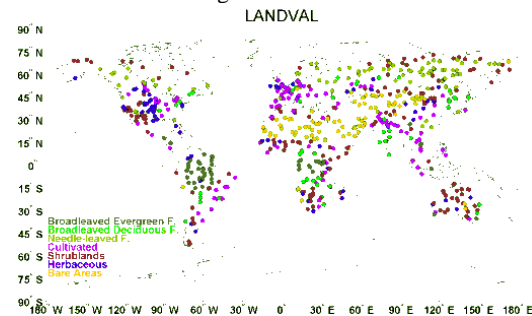 LANDVAL
90° N
75° N
60° N
45° N
30° N
15° N
0°
15° S
30° S
45° S
60° S
75° S
90° S
Broadleaved Evergreen F.
Broadleaved Deciduous F.
Needle-leaved F.
Cultivated
Shrublands
Herbaceous
Bare Areas
180° W 150° W 120° W 90° W 60° W 30° W 0° 30° E 60° E 90° E 120° E 150° E 180° E